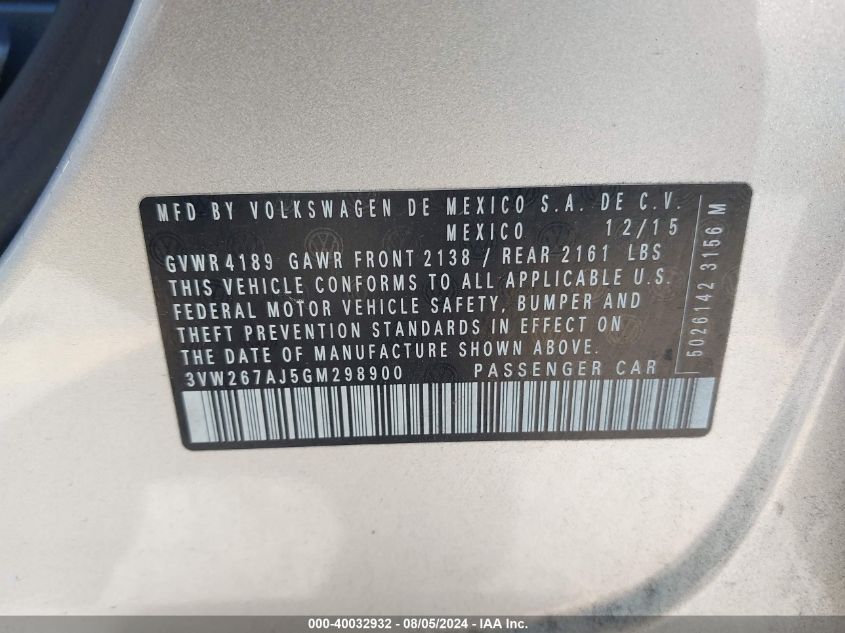 MFD BY VOLKSWAGEN DE MEXICO S.A. DE C.V.
MEXICO 12/15
GVWR 4189 GAWR FRONT 2138 / REAR 2161 LBS
THIS VEHICLE CONFORMS TO ALL APPLICABLE U.S.
FEDERAL MOTOR VEHICLE SAFETY, BUMPER AND
THEFT PREVENTION STANDARDS IN EFFECT ON
THE DATE OF MANUFACTURE SHOWN ABOVE.
3VW267AJ5GM298900 PASSENGER CAR
5026142 3156 M
000-40032932 - 08/05/2024 - IAA Inc.